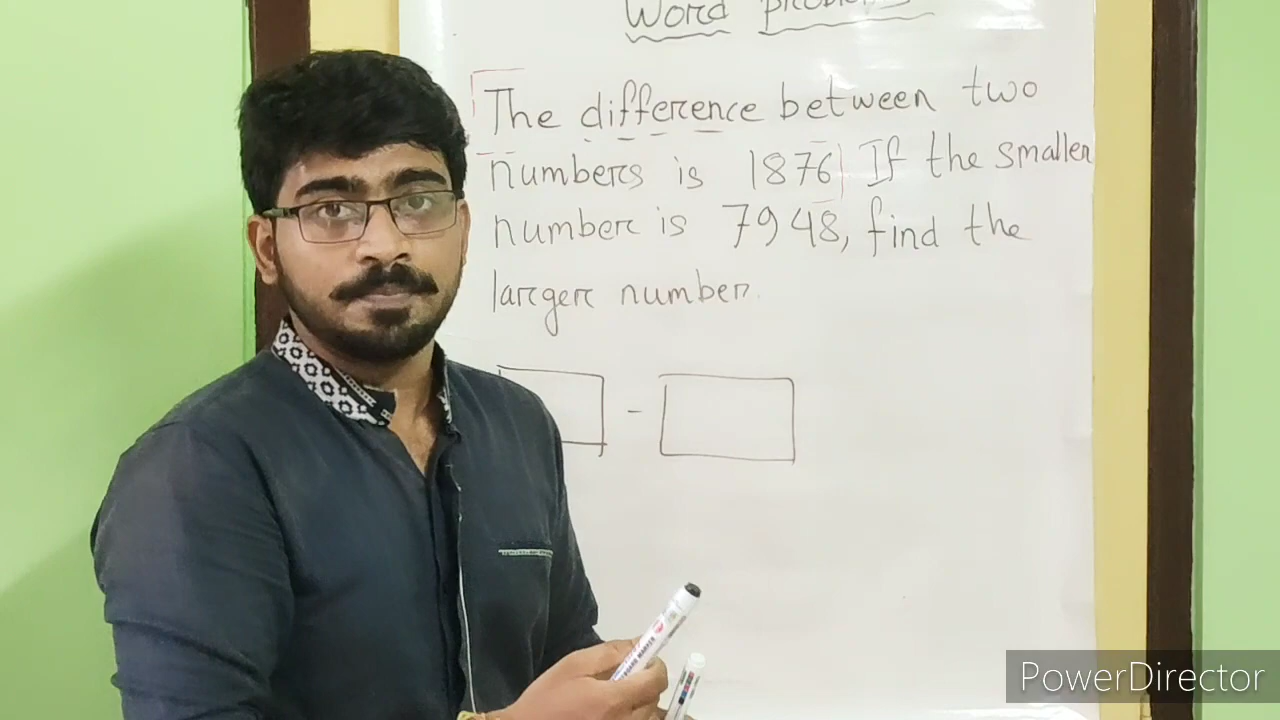 Word problems
The difference between two
numbers is 1876| If the smaller
number is 7948, find the
larger number.
-
PowerDirector